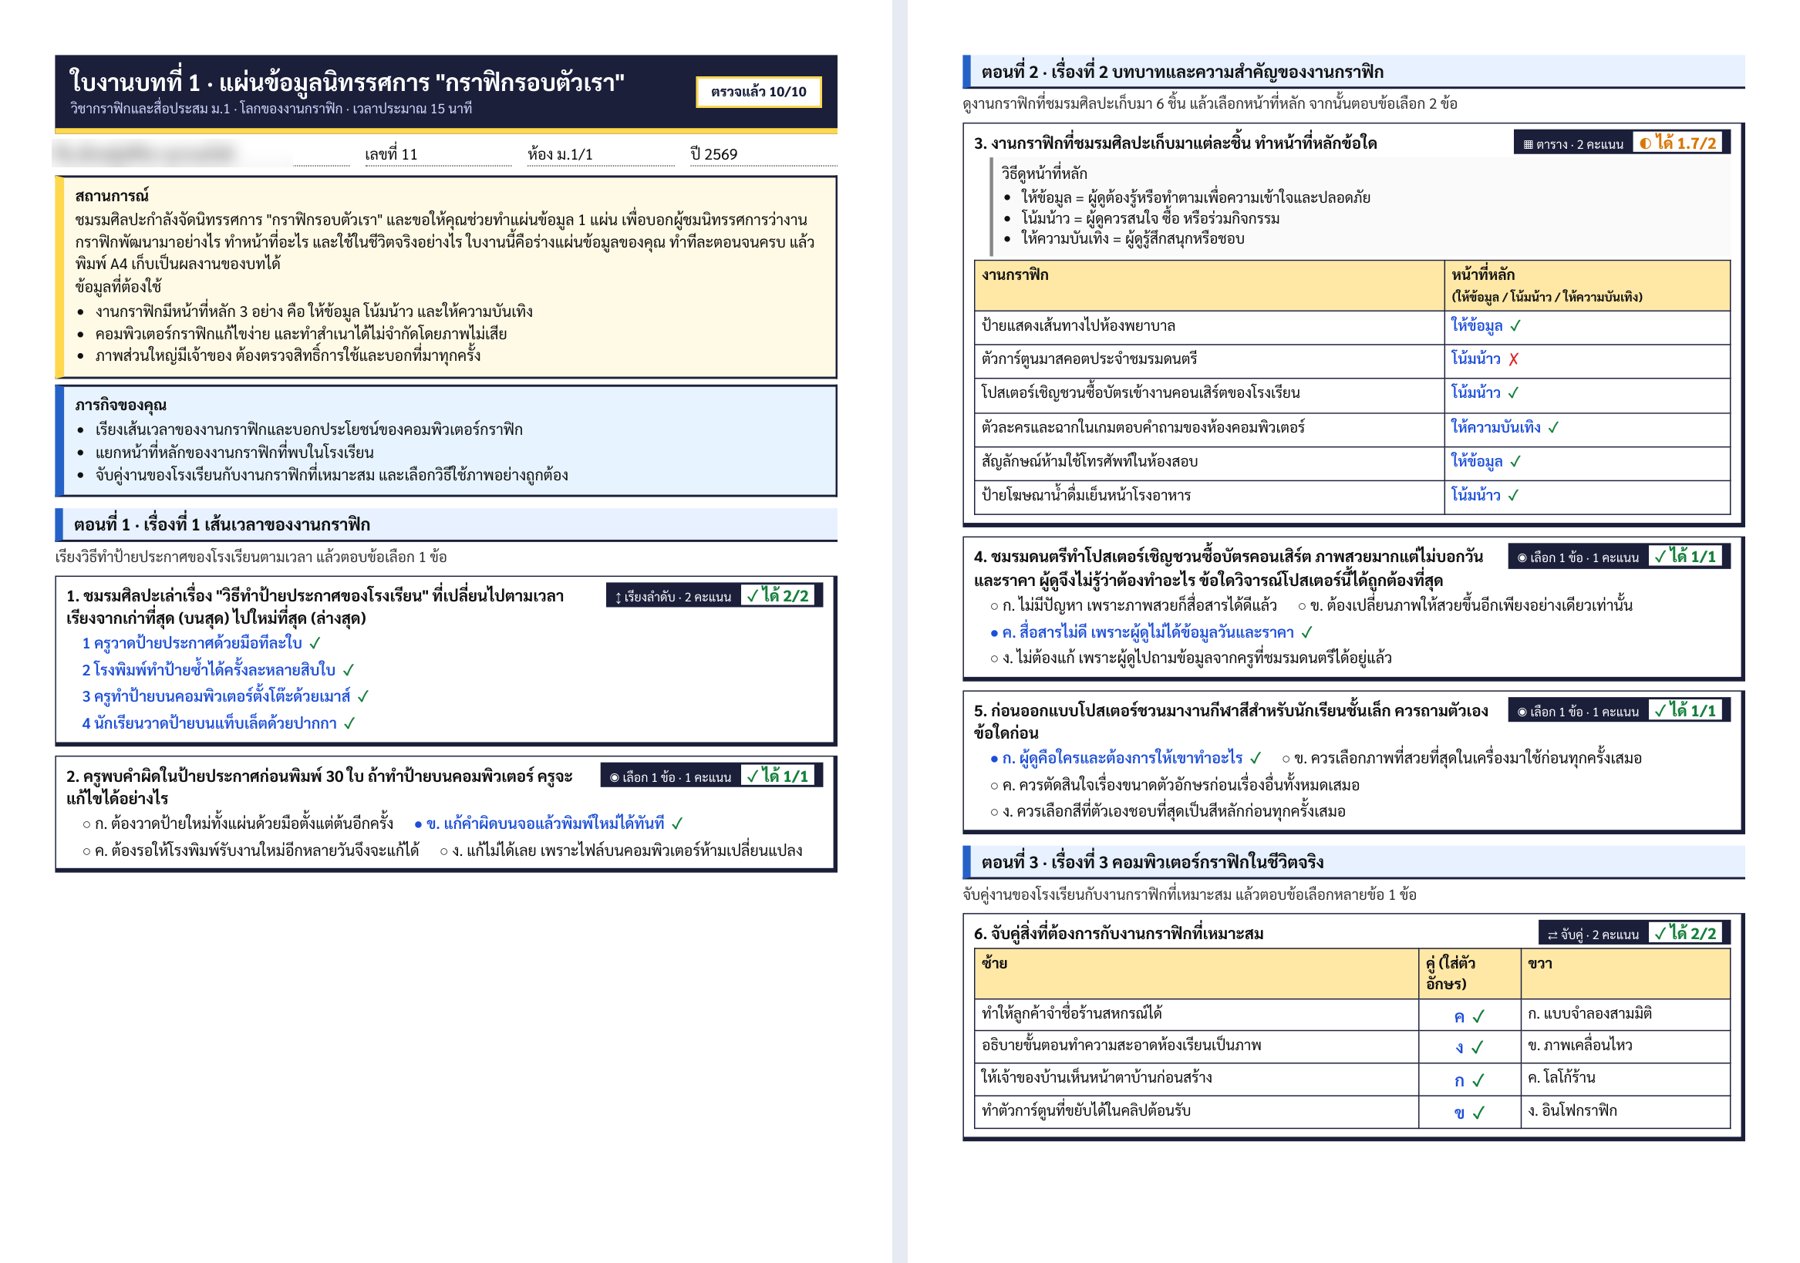 ใบงานบทที่ 1 · แผ่นข้อมูลนิทรรศการ "กราฟิกรอบตัวเรา"
วิชากราฟิกและสื่อประสม ม.1 · โลกของงานกราฟิก · เวลาประมาณ 15 นาที
ตรวจแล้ว 10/10
เลขที่ 11 ห้อง ม.1/1 ปี 2569
สถานการณ์
ชมรมศิลปะกำลังจัดนิทรรศการ "กราฟิกรอบตัวเรา" และขอให้คุณช่วยทำแผ่นข้อมูล 1 แผ่น เพื่อบอกผู้ชมนิทรรศการว่างาน
กราฟิกพัฒนามาอย่างไร ทำหน้าที่อะไร และใช้ในชีวิตจริงอย่างไร ใบงานนี้คือร่างแผ่นข้อมูลของคุณ ทำทีละตอนจนครบ แล้ว
พิมพ์ A4 เก็บเป็นผลงานของบทได้
ข้อมูลที่ต้องใช้
• งานกราฟิกมีหน้าที่หลัก 3 อย่าง คือ ให้ข้อมูล โน้มน้าว และให้ความบันเทิง
• คอมพิวเตอร์กราฟิกแก้ไขง่าย และทำสำเนาได้ไม่จำกัดโดยภาพไม่เสีย
• ภาพส่วนใหญ่มีเจ้าของ ต้องตรวจสิทธิ์การใช้และบอกที่มาทุกครั้ง
ภารกิจของคุณ
• เรียงเส้นเวลาของงานกราฟิกและบอกประโยชน์ของคอมพิวเตอร์กราฟิก
• แยกหน้าที่หลักของงานกราฟิกที่พบในโรงเรียน
• จับคู่งานของโรงเรียนกับงานกราฟิกที่เหมาะสม และเลือกวิธีใช้ภาพอย่างถูกต้อง
ตอนที่ 1 · เรื่องที่ 1 เส้นเวลาของงานกราฟิก
เรียงวิธีทำป้ายประกาศของโรงเรียนตามเวลา แล้วตอบข้อเลือก 1 ข้อ
1. ชมรมศิลปะเล่าเรื่อง "วิธีทำป้ายประกาศของโรงเรียน" ที่เปลี่ยนไปตามเวลา
เรียงจากเก่าที่สุด (บนสุด) ไปใหม่ที่สุด (ล่างสุด)
↕ เรียงลำดับ · 2 คะแนน ✓ ได้ 2/2
1 ครูวาดป้ายประกาศด้วยมือทีละใบ ✓
2 โรงพิมพ์ทำป้ายซ้ำได้ครั้งละหลายสิบใบ ✓
3 ครูทำป้ายบนคอมพิวเตอร์ตั้งโต๊ะด้วยเมาส์ ✓
4 นักเรียนวาดป้ายบนแท็บเล็ตด้วยปากกา ✓
2. ครูพบคำผิดในป้ายประกาศก่อนพิมพ์ 30 ใบ ถ้าทำป้ายบนคอมพิวเตอร์ ครูจะ
แก้ไขได้อย่างไร
◉ เลือก 1 ข้อ · 1 คะแนน ✓ ได้ 1/1
○ ก. ต้องวาดป้ายใหม่ทั้งแผ่นด้วยมือตั้งแต่ต้นอีกครั้ง ● ข. แก้คำผิดบนจอแล้วพิมพ์ใหม่ได้ทันที ✓
○ ค. ต้องรอให้โรงพิมพ์รับงานใหม่อีกหลายวันจึงจะแก้ได้ ○ ง. แก้ไม่ได้เลย เพราะไฟล์บนคอมพิวเตอร์ห้ามเปลี่ยนแปลง
ตอนที่ 2 · เรื่องที่ 2 บทบาทและความสำคัญของงานกราฟิก
ดูงานกราฟิกที่ชมรมศิลปะเก็บมา 6 ชิ้น แล้วเลือกหน้าที่หลัก จากนั้นตอบข้อเลือก 2 ข้อ
3. งานกราฟิกที่ชมรมศิลปะเก็บมาแต่ละชิ้น ทำหน้าที่หลักข้อใด
▦ ตาราง · 2 คะแนน ◐ ได้ 1.7/2
วิธีดูหน้าที่หลัก
• ให้ข้อมูล = ผู้ดูต้องรู้หรือทำตามเพื่อความเข้าใจและปลอดภัย
• โน้มน้าว = ผู้ดูควรสนใจ ซื้อ หรือร่วมกิจกรรม
• ให้ความบันเทิง = ผู้ดูรู้สึกสนุกหรือชอบ
งานกราฟิก หน้าที่หลัก
(ให้ข้อมูล / โน้มน้าว / ให้ความบันเทิง)
ป้ายแสดงเส้นทางไปห้องพยาบาล ให้ข้อมูล ✓
ตัวการ์ตูนมาสคอตประจำชมรมดนตรี โน้มน้าว ✗
โปสเตอร์เชิญชวนซื้อบัตรเข้างานคอนเสิร์ตของโรงเรียน โน้มน้าว ✓
ตัวละครและฉากในเกมตอบคำถามของห้องคอมพิวเตอร์ ให้ความบันเทิง ✓
สัญลักษณ์ห้ามใช้โทรศัพท์ในห้องสอบ ให้ข้อมูล ✓
ป้ายโฆษณาน้ำดื่มเย็นหน้าโรงอาหาร โน้มน้าว ✓
4. ชมรมดนตรีทำโปสเตอร์เชิญชวนซื้อบัตรคอนเสิร์ต ภาพสวยมากแต่ไม่บอกวัน
และราคา ผู้ดูจึงไม่รู้ว่าต้องทำอะไร ข้อใดวิจารณ์โปสเตอร์นี้ได้ถูกต้องที่สุด
◉ เลือก 1 ข้อ · 1 คะแนน ✓ ได้ 1/1
○ ก. ไม่มีปัญหา เพราะภาพสวยก็สื่อสารได้ดีแล้ว ○ ข. ต้องเปลี่ยนภาพให้สวยขึ้นอีกเพียงอย่างเดียวเท่านั้น
● ค. สื่อสารไม่ดี เพราะผู้ดูไม่ได้ข้อมูลวันและราคา ✓
○ ง. ไม่ต้องแก้ เพราะผู้ดูไปถามข้อมูลจากครูที่ชมรมดนตรีได้อยู่แล้ว
5. ก่อนออกแบบโปสเตอร์ชวนมางานกีฬาสีสำหรับนักเรียนชั้นเล็ก ควรถามตัวเอง
ข้อใดก่อน
◉ เลือก 1 ข้อ · 1 คะแนน ✓ ได้ 1/1
● ก. ผู้ดูคือใครและต้องการให้เขาทำอะไร ✓ ○ ข. ควรเลือกภาพที่สวยที่สุดในเครื่องมาใช้ก่อนทุกครั้งเสมอ
○ ค. ควรตัดสินใจเรื่องขนาดตัวอักษรก่อนเรื่องอื่นทั้งหมดเสมอ
○ ง. ควรเลือกสีที่ตัวเองชอบที่สุดเป็นสีหลักก่อนทุกครั้งเสมอ
ตอนที่ 3 · เรื่องที่ 3 คอมพิวเตอร์กราฟิกในชีวิตจริง
จับคู่งานของโรงเรียนกับงานกราฟิกที่เหมาะสม แล้วตอบข้อเลือกหลายข้อ 1 ข้อ
6. จับคู่สิ่งที่ต้องการกับงานกราฟิกที่เหมาะสม
⇄ จับคู่ · 2 คะแนน ✓ ได้ 2/2
ซ้าย คู่ (ใส่ตัว ขวา
อักษร)
ทำให้ลูกค้าจำชื่อร้านสหกรณ์ได้ ค ✓ ก. แบบจำลองสามมิติ
อธิบายขั้นตอนทำความสะอาดห้องเรียนเป็นภาพ ง ✓ ข. ภาพเคลื่อนไหว
ให้เจ้าของบ้านเห็นหน้าตาบ้านก่อนสร้าง ก ✓ ค. โลโก้ร้าน
ทำตัวการ์ตูนที่ขยับได้ในคลิปต้อนรับ ข ✓ ง. อินโฟกราฟิก